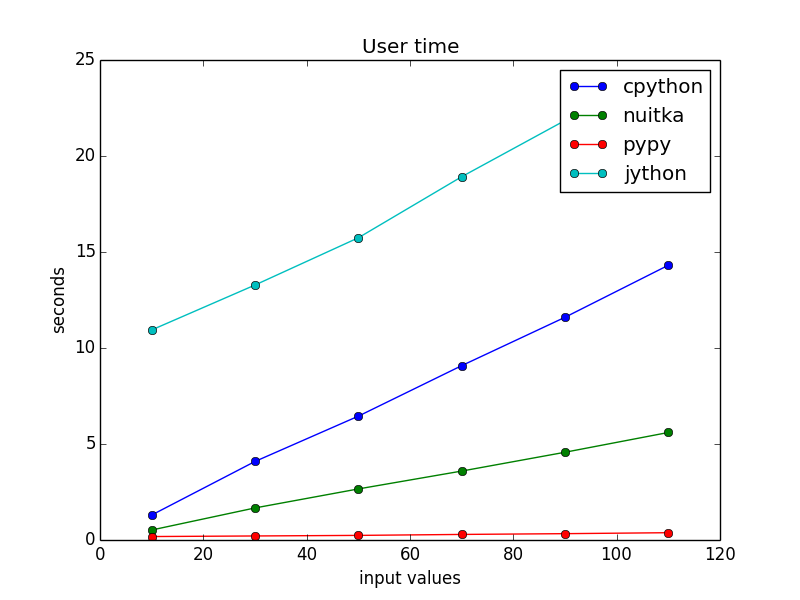 User time
25
20
15
10
5
0
seconds
cpython
nuitka
pypy
jython
0 20 40 60 80 100 120
input values